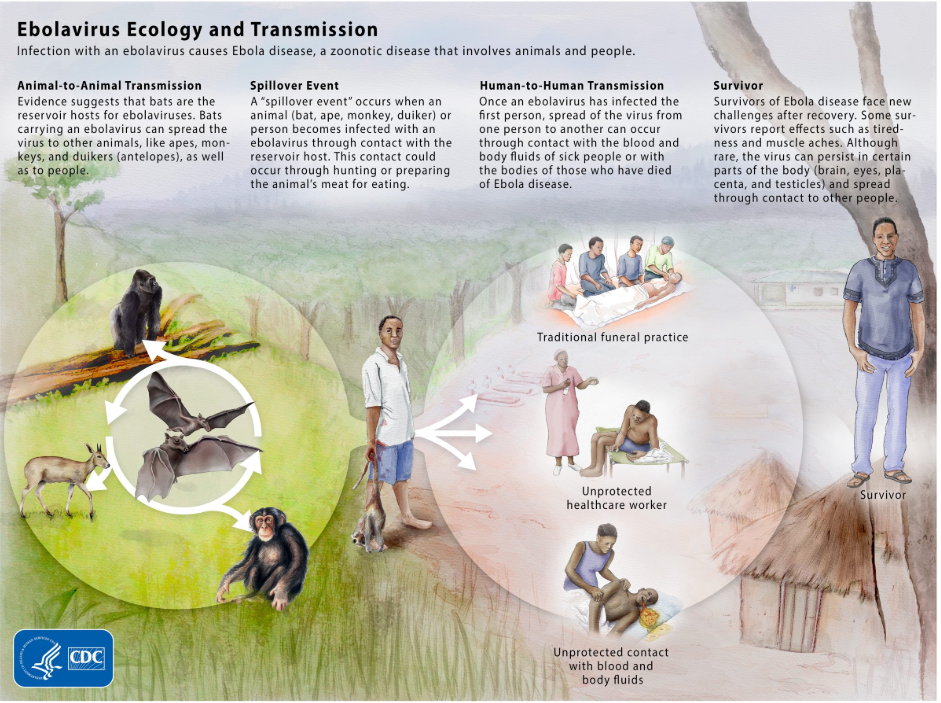 Ebolavirus Ecology and Transmission
Infection with an ebolavirus causes Ebola disease, a zoonotic disease that involves animals and people.
Animal-to-Animal Transmission
Evidence suggests that bats are the
reservoir hosts for ebolaviruses. Bats
carrying an ebolavirus can spread the
virus to other animals, like apes, mon-
keys, and duikers (antelopes), as well
as to people.
Spillover Event
A “spillover event” occurs when an
animal (bat, ape, monkey, duiker) or
person becomes infected with an
ebolavirus through contact with the
reservoir host. This contact could
occur through hunting or preparing
the animal’s meat for eating.
Human-to-Human Transmission
Once an ebolavirus has infected the
first person, spread of the virus from
one person to another can occur
through contact with the blood and
body fluids of sick people or with
the bodies of those who have died
of Ebola disease.
Survivor
Survivors of Ebola disease face new
challenges after recovery. Some sur-
vivors report effects such as tired-
ness and muscle aches. Although
rare, the virus can persist in certain
parts of the body (brain, eyes, pla-
centa, and testicles) and spread
through contact to other people.
Traditional funeral practice
Unprotected
healthcare worker
Survivor
Unprotected contact
with blood and
body fluids
CDC